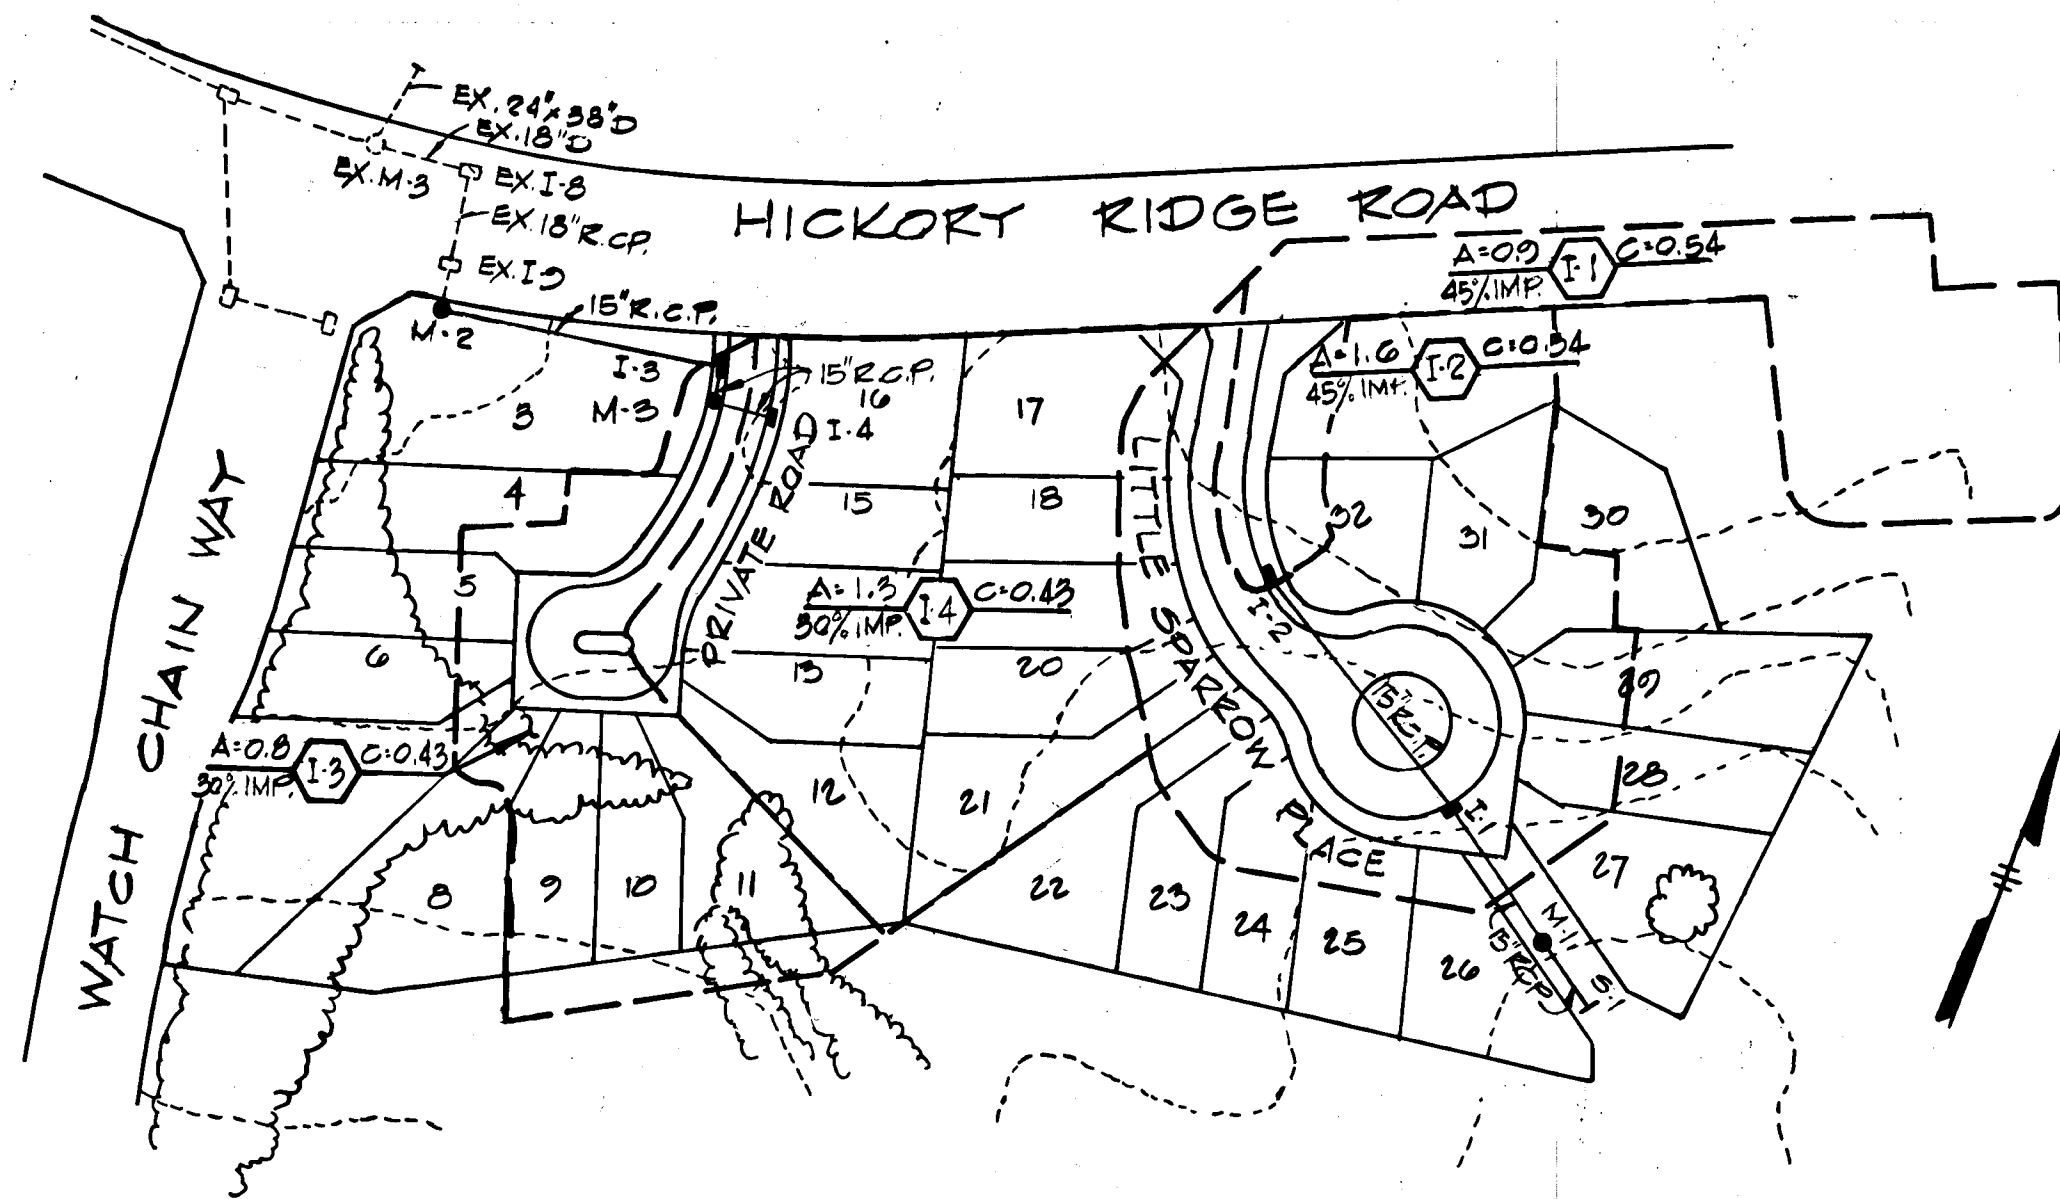 EX. 24"x38"D
EX. 18"D
EX. M-3
EX. I-8
EX. 18" R.C.P.
EX. I-9
HICKORY RIDGE ROAD
A=0.9 I-1 C=0.54
45% IMP.
15" R.C.P.
M-2
I-3
M-3
15" R.C.P.
16
I-4
A=1.6 I-2 C=0.54
45% IMP.
3
17
4
15
18
32
31
30
5
PRIVATE ROAD
LITTLE SPARROW PLACE
A=1.3 I-4 C=0.43
30% IMP.
I-2
6
13
20
29
15" R.C.P.
WATCH CHAIN WAY
A=0.8 I-3 C=0.43
30% IMP.
12
21
28
I-1
27
8
9
10
11
22
23
24
25
26
M-1
15" R.C.P.
S-1